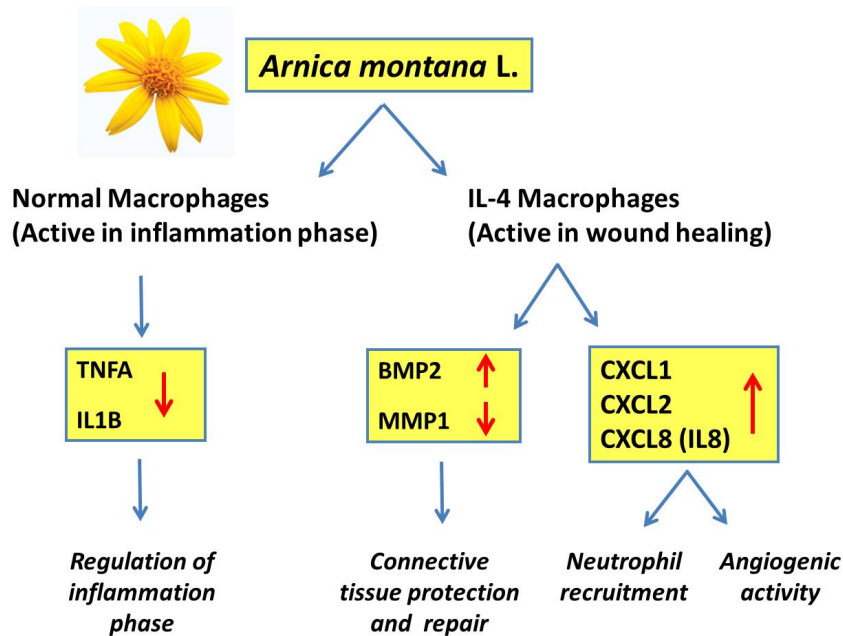 Arnica montana L.
Normal Macrophages
(Active in inflammation phase)
IL-4 Macrophages
(Active in wound healing)
TNFA
IL1B
BMP2
MMP1
CXCL1
CXCL2
CXCL8 (IL8)
Regulation of
inflammation
phase
Connective
tissue protection
and repair
Neutrophil
recruitment
Angiogenic
activity